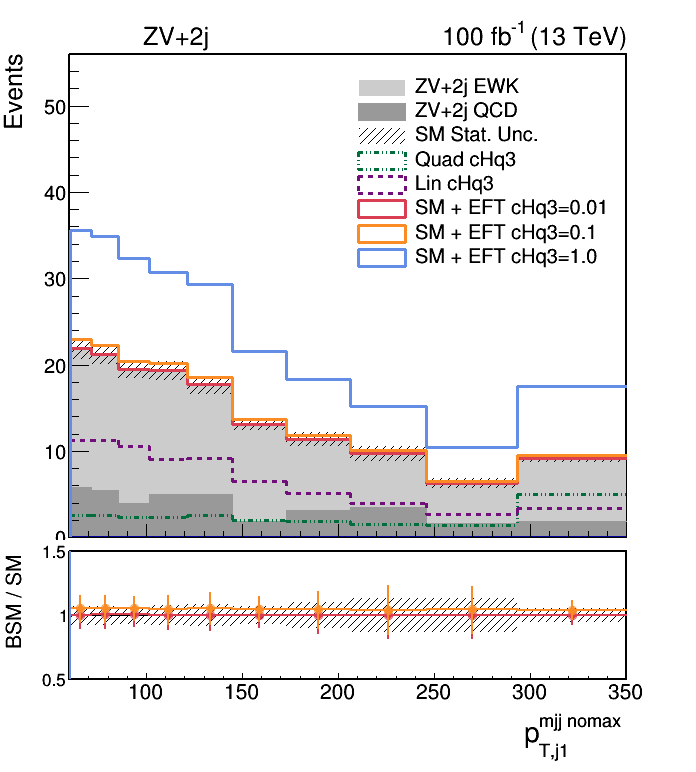 ZV+2j 100 fb-1 (13 TeV)
Events
ZV+2j EWK
ZV+2j QCD
SM Stat. Unc.
Quad cHq3
Lin cHq3
SM + EFT cHq3=0.01
SM + EFT cHq3=0.1
SM + EFT cHq3=1.0
50
40
30
20
10
0
BSM / SM
1.5
1
0.5
100 150 200 250 300 350
p T,j1 mjj nomax